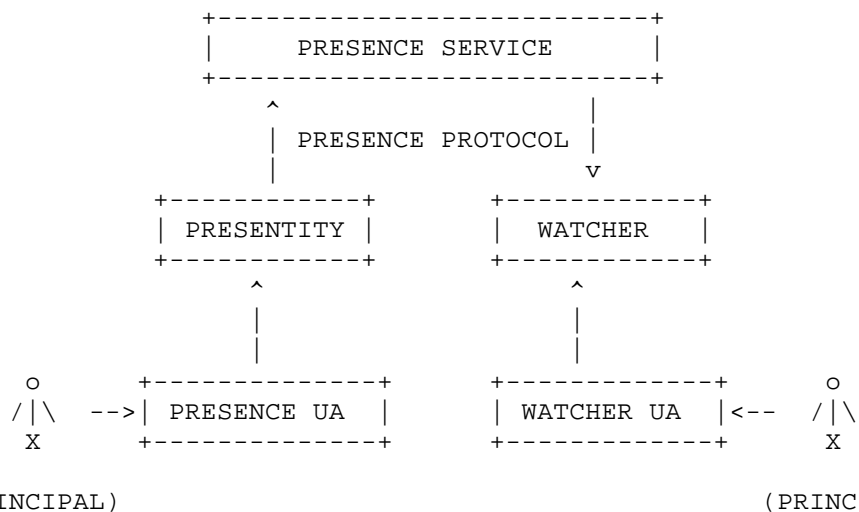 +---------------------------+
|     PRESENCE SERVICE      |
+---------------------------+
^                   |
| PRESENCE PROTOCOL |
|                   v
+------------+       +------------+
| PRESENTITY |       |  WATCHER   |
+------------+       +------------+
^                   ^
|                   |
|                   |
o      +--------------+      +-------------+      o
/|\  -->| PRESENCE UA  |      | WATCHER UA  |<--  /|\
X      +--------------+      +-------------+      X
INCIPAL)                                        (PRINC